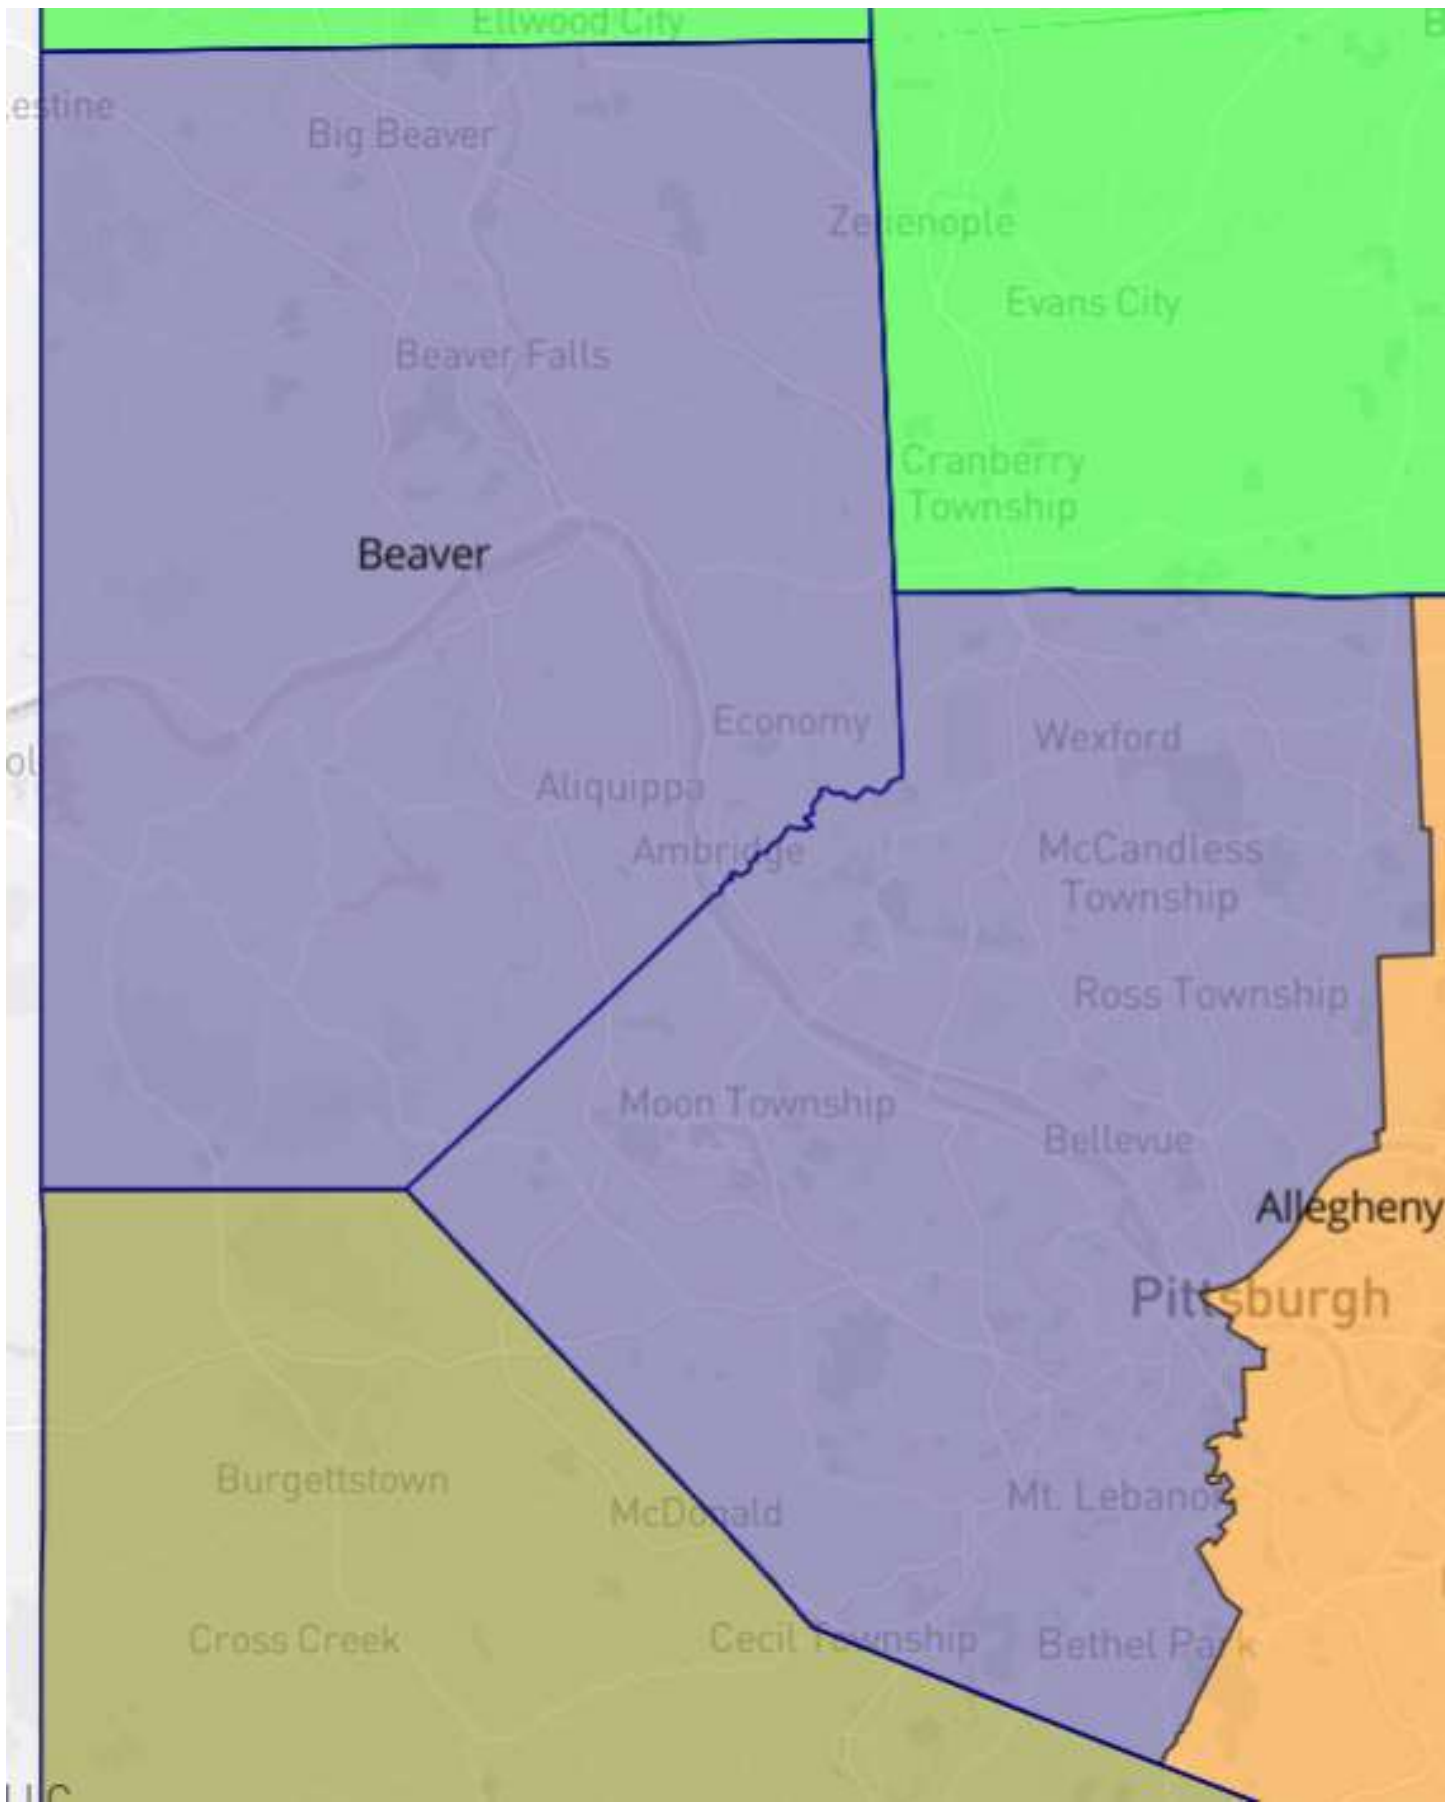 Ellwood City
estine
Big Beaver
Zelienople
Evans City
Beaver Falls
Cranberry
Township
Beaver
Economy
Wexford
Aliquippa
Ambridge
McCandless
Township
Ross Township
Moon Township
Bellevue
Allegheny
Pittsburgh
Burgettstown
McDonald
Mt. Lebanon
Cross Creek
Cecil Township
Bethel Park